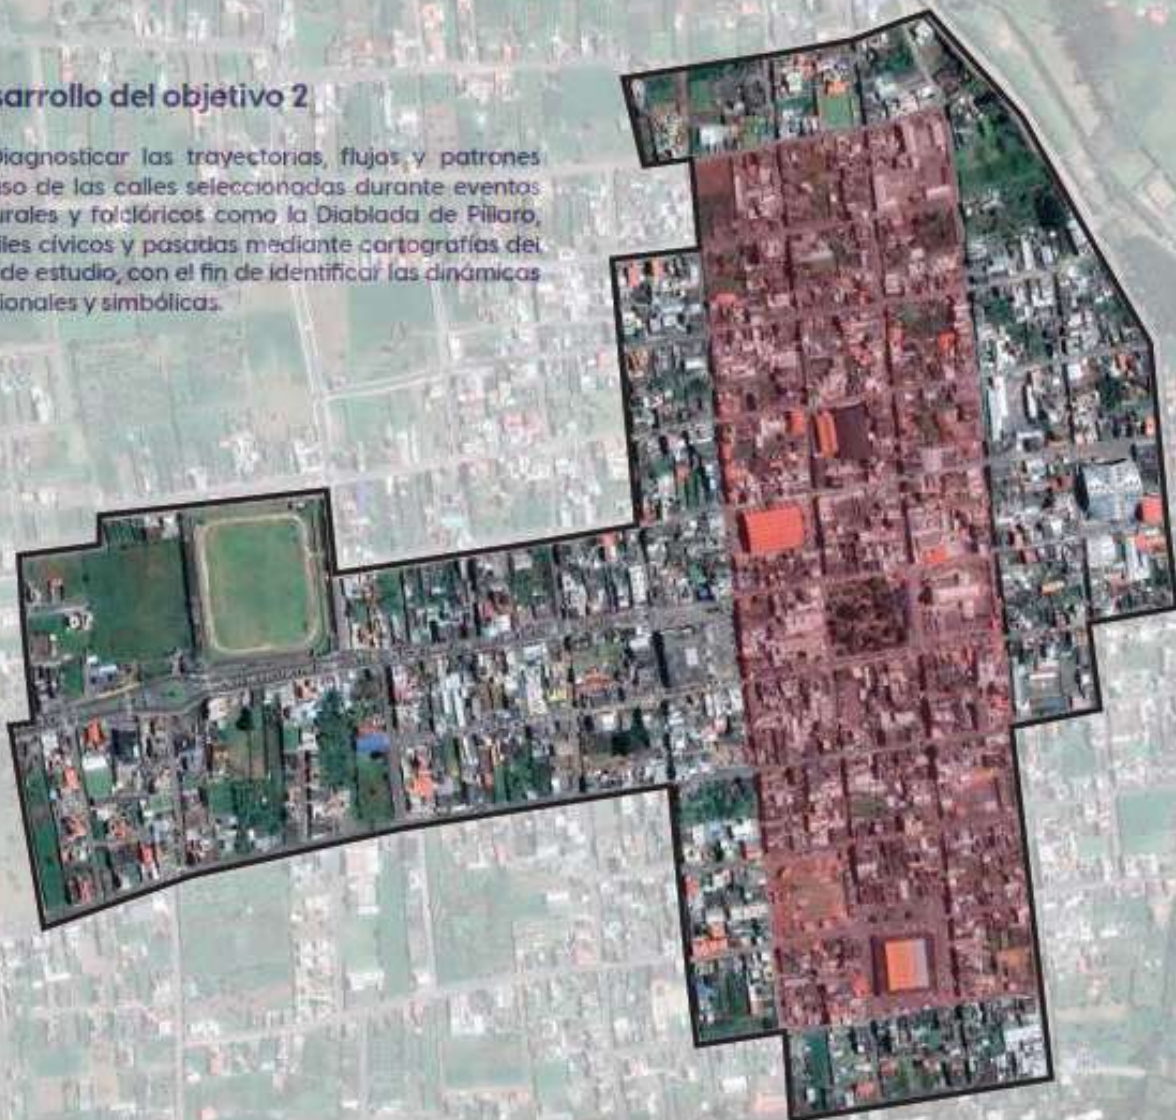 sarrollo del objetivo 2
Diagnosticar las trayectorias, flujos y patrones
uso de las calles seleccionadas durante eventos
urales y folclóricos como la Diablada de Píllaro,
iles cívicos y pasadas mediante cartografías del
de estudio, con el fin de identificar las dinámicas
ionales y simbólicas.